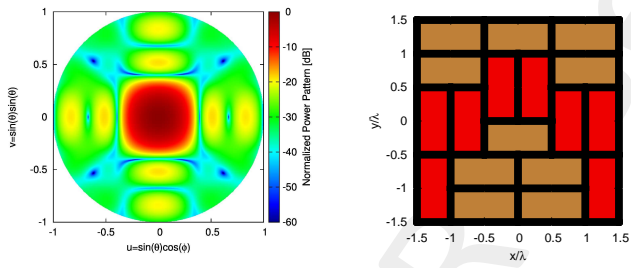 1
0.5
0
-0.5
-1
-1 -0.5 0 0.5 1
v=sin(θ)sin(θ)
u=sin(θ)cos(ϕ)
0
-10
-20
-30
-40
-50
-60
Normalized Power Pattern [dB]
1.5
1
0.5
0
-0.5
-1
-1.5
-1.5 -1 -0.5 0 0.5 1 1.5
y/λ
x/λ